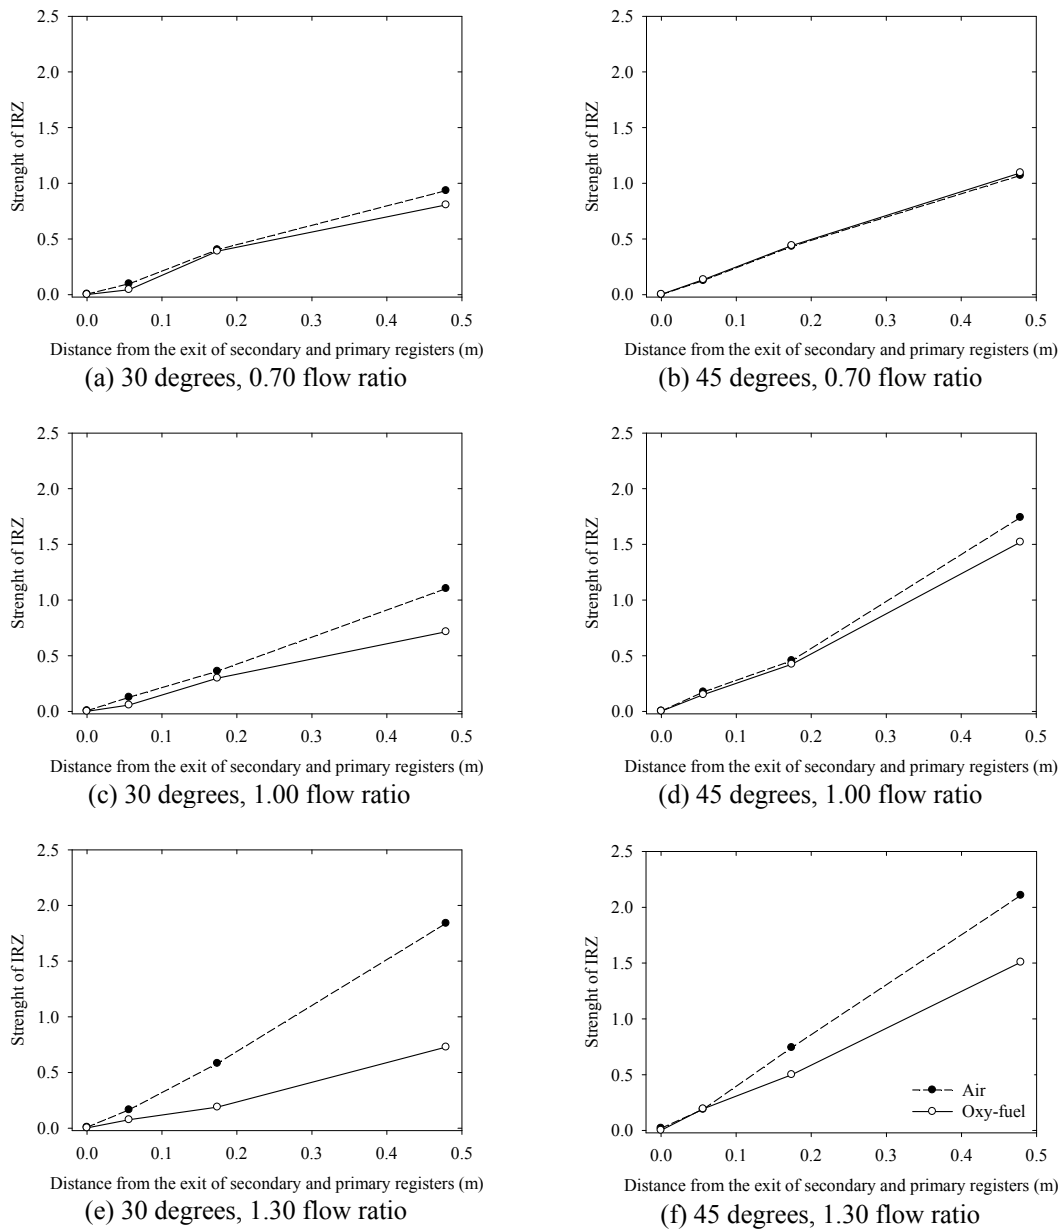 2.5
2.0
1.5
1.0
0.5
0.0
Strenght of IRZ
0.0 0.1 0.2 0.3 0.4 0.5
Distance from the exit of secondary and primary registers (m)
(a) 30 degrees, 0.70 flow ratio
2.5
2.0
1.5
1.0
0.5
0.0
Strenght of IRZ
0.0 0.1 0.2 0.3 0.4 0.5
Distance from the exit of secondary and primary registers (m)
(b) 45 degrees, 0.70 flow ratio
2.5
2.0
1.5
1.0
0.5
0.0
Strenght of IRZ
0.0 0.1 0.2 0.3 0.4 0.5
Distance from the exit of secondary and primary registers (m)
(c) 30 degrees, 1.00 flow ratio
2.5
2.0
1.5
1.0
0.5
0.0
Strenght of IRZ
0.0 0.1 0.2 0.3 0.4 0.5
Distance from the exit of secondary and primary registers (m)
(d) 45 degrees, 1.00 flow ratio
2.5
2.0
1.5
1.0
0.5
0.0
Strenght of IRZ
0.0 0.1 0.2 0.3 0.4 0.5
Distance from the exit of secondary and primary registers (m)
(e) 30 degrees, 1.30 flow ratio
2.5
2.0
1.5
1.0
0.5
0.0
Strenght of IRZ
Air
Oxy-fuel
0.0 0.1 0.2 0.3 0.4 0.5
Distance from the exit of secondary and primary registers (m)
(f) 45 degrees, 1.30 flow ratio